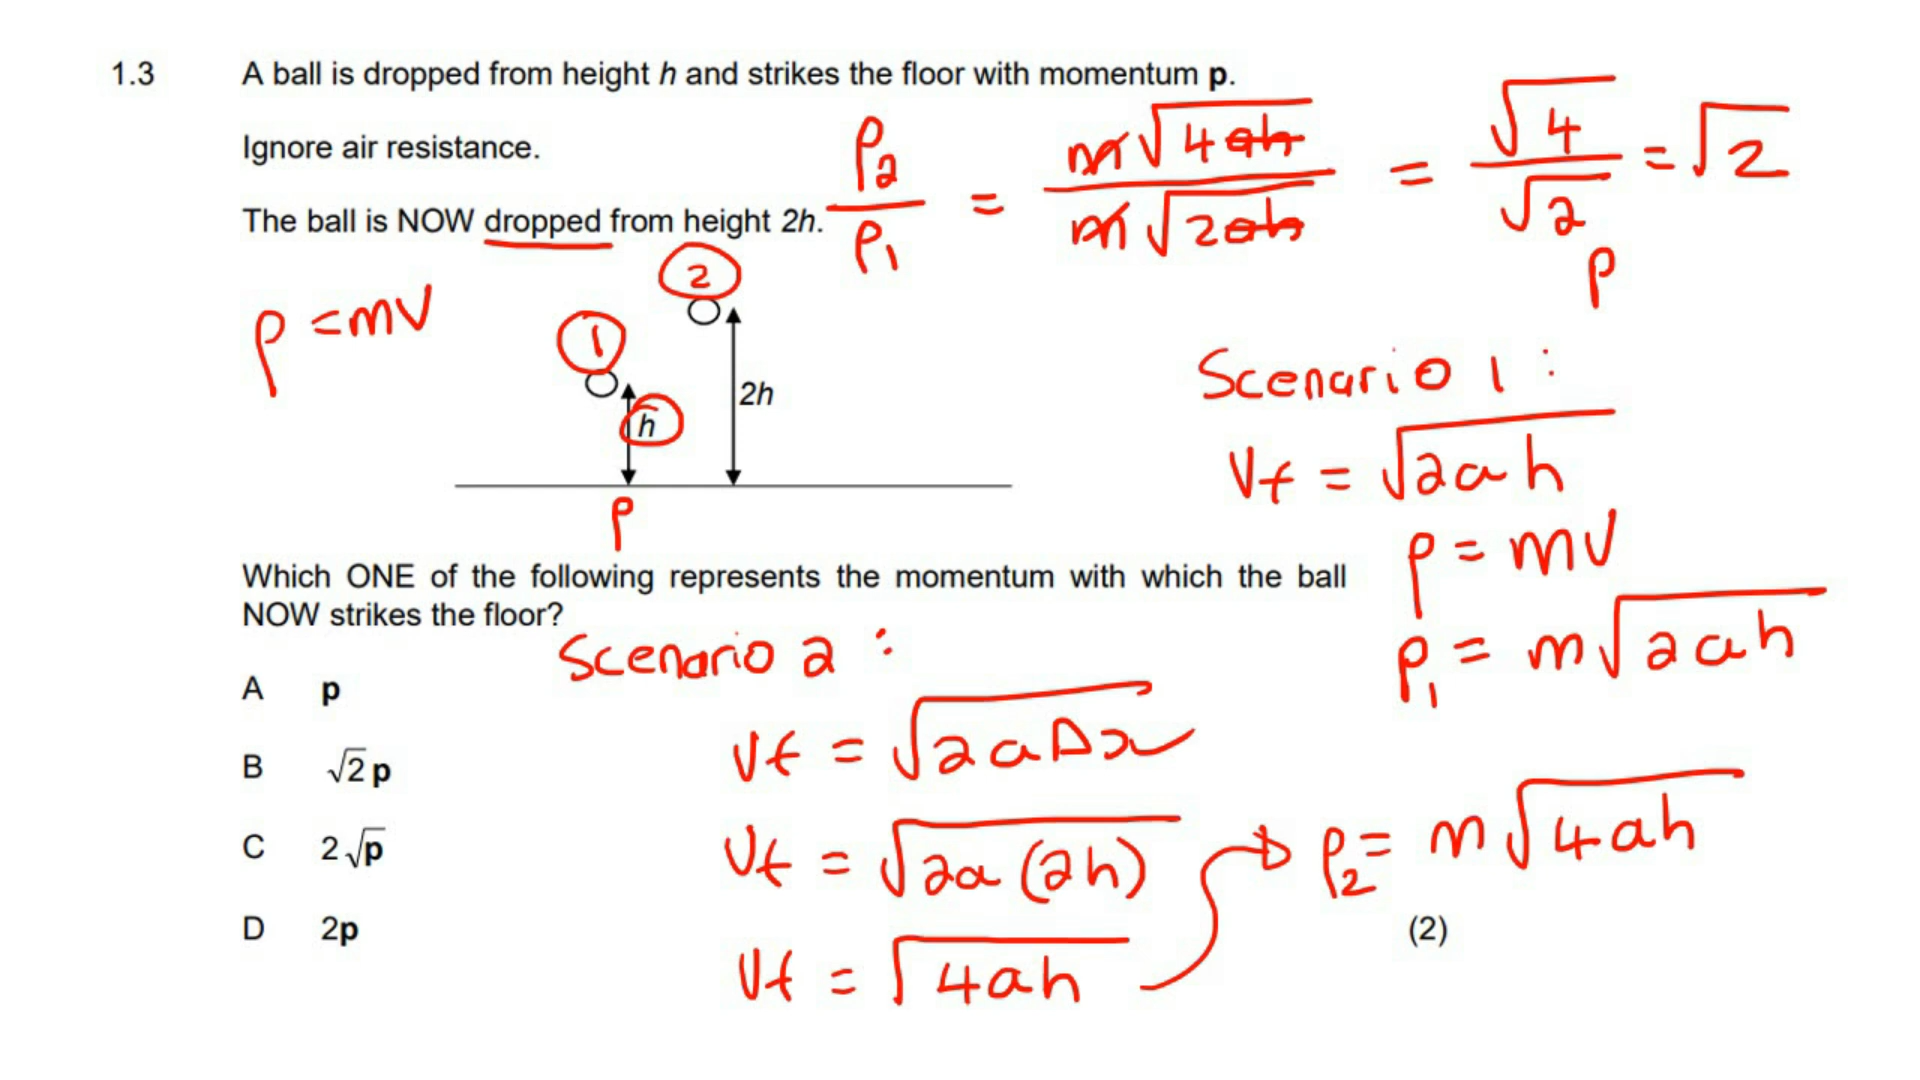 1.3 A ball is dropped from height h and strikes the floor with momentum p.
Ignore air resistance.
The ball is NOW dropped from height 2h.
p₂/p₁ = m√4ah / m√2ah = √4/√2 = √2
p
p = mv
1
2
h
2h
p
Scenario 1 :
Vf = √2ah
p = mv
p₁ = m√2ah
Which ONE of the following represents the momentum with which the ball
NOW strikes the floor?
Scenario 2 :
Vf = √2aΔx
Vf = √2a(2h)
Vf = √4ah
p₂ = m√4ah
A p
B √2 p
C 2√p
D 2p
(2)